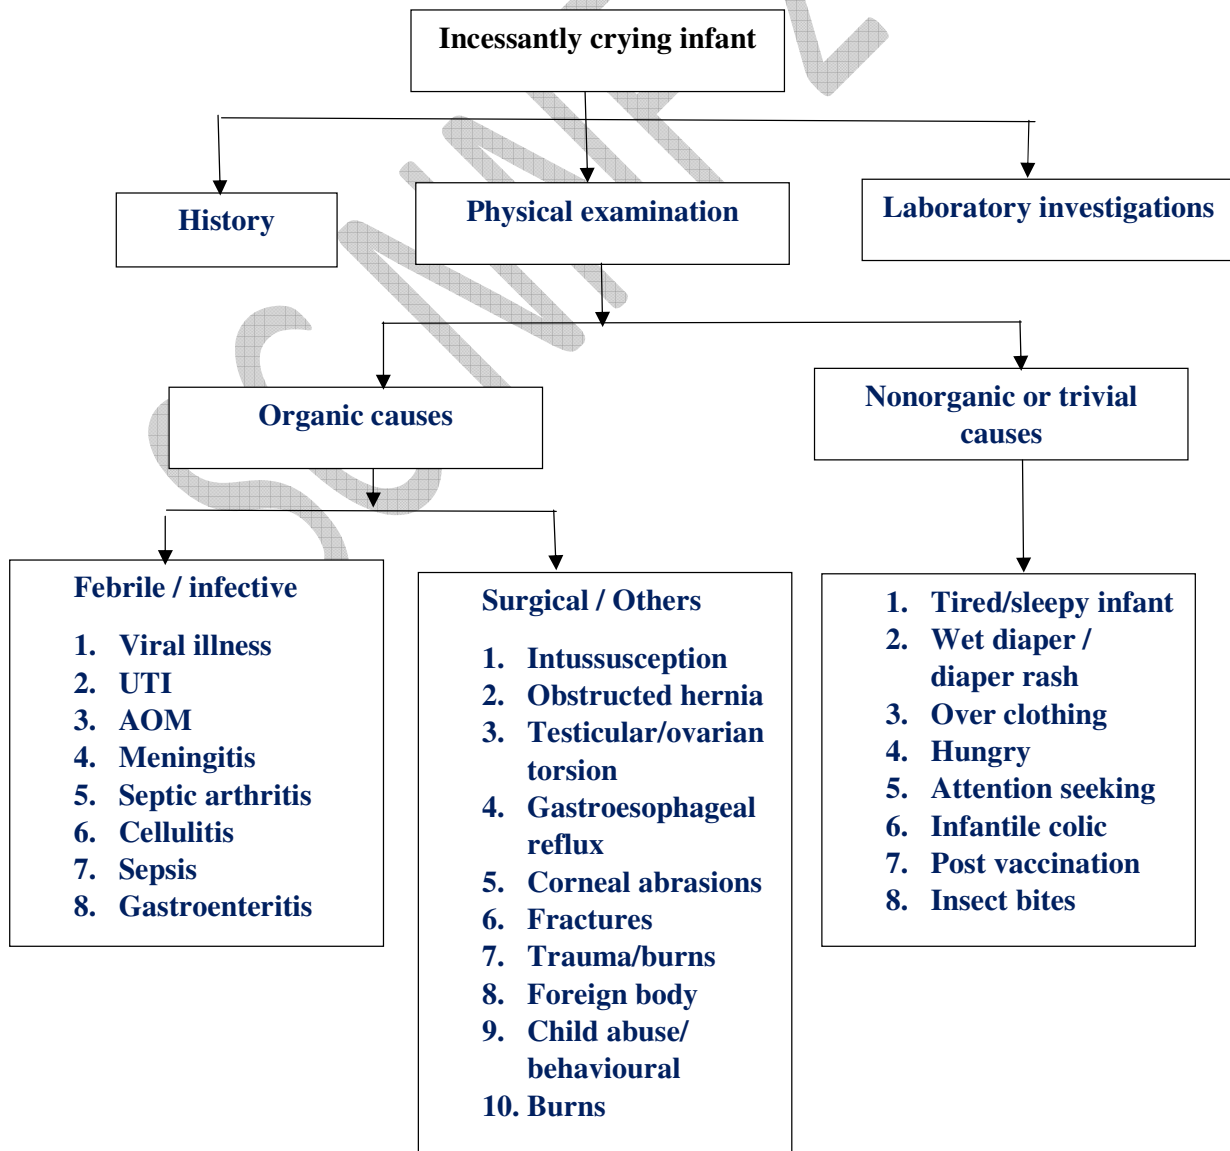 Incessantly crying infant
History
Physical examination
Laboratory investigations
Organic causes
Nonorganic or trivial
causes
Febrile / infective
1. Viral illness
2. UTI
3. AOM
4. Meningitis
5. Septic arthritis
6. Cellulitis
7. Sepsis
8. Gastroenteritis
Surgical / Others
1. Intussusception
2. Obstructed hernia
3. Testicular/ovarian
torsion
4. Gastroesophageal
reflux
5. Corneal abrasions
6. Fractures
7. Trauma/burns
8. Foreign body
9. Child abuse/
behavioural
10. Burns
1. Tired/sleepy infant
2. Wet diaper /
diaper rash
3. Over clothing
4. Hungry
5. Attention seeking
6. Infantile colic
7. Post vaccination
8. Insect bites